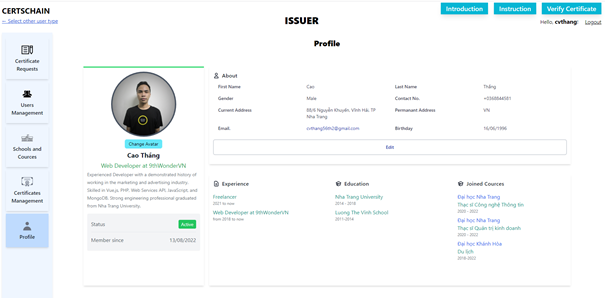 CERTSCHAIN
← Select other user type
ISSUER
Introduction
Instruction
Verify Certificate
Hello, cvthang!
Logout
Certificate
Requests
Users
Management
Schools and
Cources
Certificates
Management
Profile
Profile
Change Avatar
Cao Tháng
Web Developer at 9thWonderVN
Experienced Developer with a demonstrated history of
working in the marketing and advertising industry.
Skilled in Vue.js, PHP, Web Services API, JavaScript, and
MongoDB. Strong engineering professional graduated
from Nha Trang University.
Status
Active
Member since
13/08/2022
About
First Name
Cao
Last Name
Thắng
Gender
Male
Contact No.
Current Address
68/6 Nguyễn Khuyến, Vĩnh Hải, TP
Nha Trang
Permanant Address
VN
Email
cvthang56th2@gmail.com
Birthday
16/06/1996
Edit
Experience
Freelancer
2021 to now
Web Developer at 9thWonderVN
from 2018 to now
Education
Nha Trang University
2014 - 2018
Luong The Vinh School
2011-2014
Joined Cources
Đại học Nha Trang
Thạc sĩ Công nghệ Thông tin
2020 - 2022
Đại học Nha Trang
Thạc sĩ Quản trị kinh doanh
2020 - 2022
Đại học Khánh Hòa
Du lịch
2018-2022